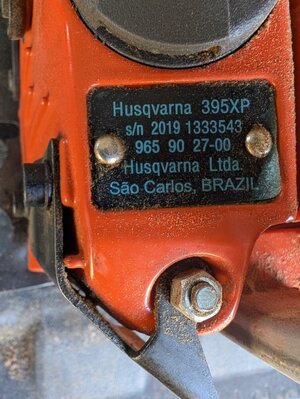 Husqvarna 395XP
s/n 2019 1333543
965 90 27-00
Husqvarna Ltda.
São Carlos, BRAZIL